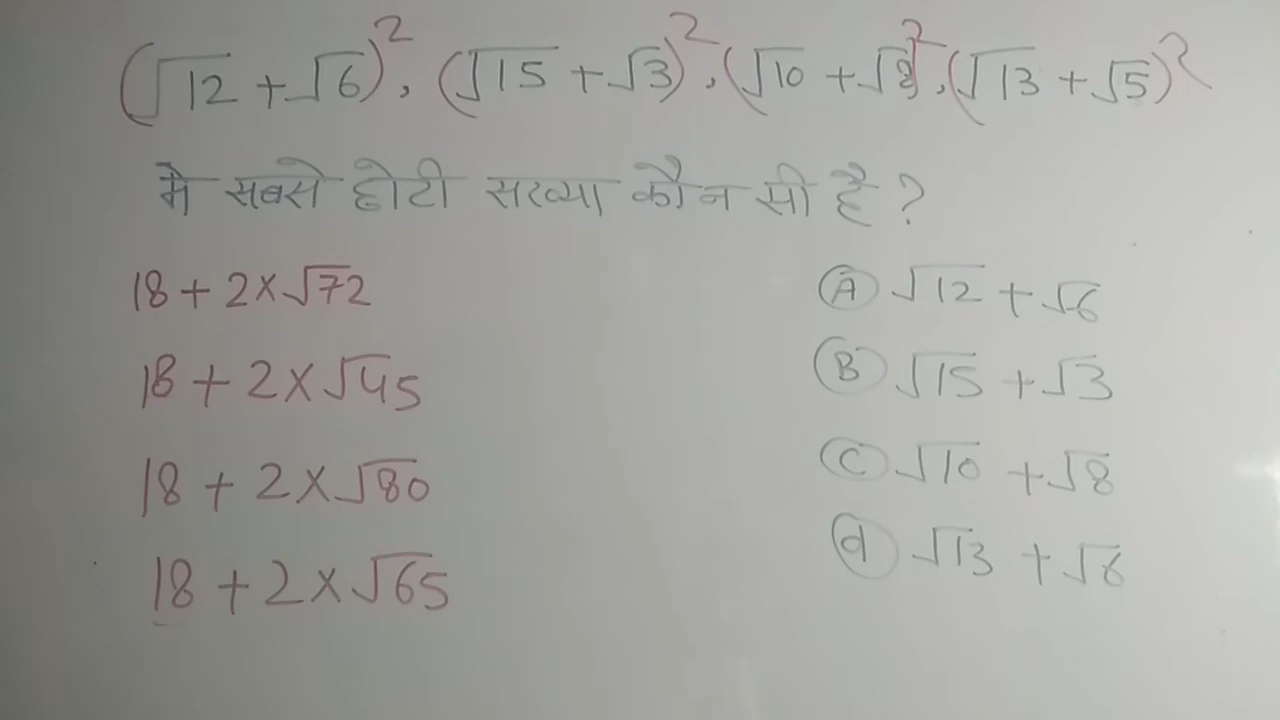 (√12 + √6)², (√15 + √3)², (√10 + √8)², (√13 + √5)²
मे सबसे छोटी सख्या कौन सी है ?
18 + 2×√72
Ⓐ √12 + √6
18 + 2×√45
Ⓑ √15 + √3
18 + 2×√80
Ⓒ √10 + √8
18 + 2×√65
ⓓ √13 + √6